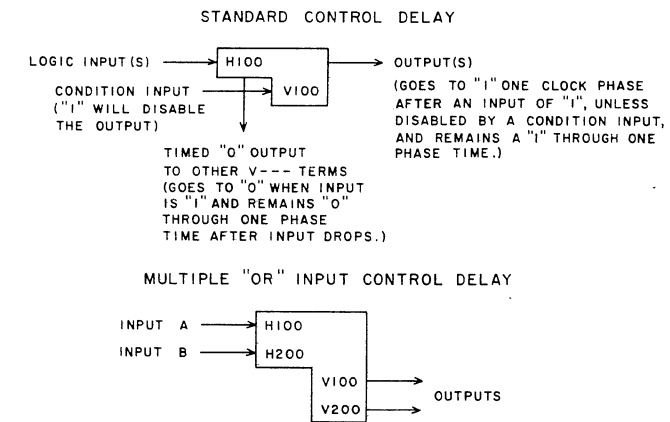 STANDARD CONTROL DELAY
LOGIC INPUT(S)
H100
OUTPUT(S)
CONDITION INPUT
("1" WILL DISABLE
THE OUTPUT)
V100
(GOES TO "1" ONE CLOCK PHASE
AFTER AN INPUT OF "1", UNLESS
DISABLED BY A CONDITION INPUT,
AND REMAINS A "1" THROUGH ONE
PHASE TIME.)
TIMED "0" OUTPUT
TO OTHER V--- TERMS
(GOES TO "0" WHEN INPUT
IS "1" AND REMAINS "0"
THROUGH ONE PHASE
TIME AFTER INPUT DROPS.)
MULTIPLE "OR" INPUT CONTROL DELAY
INPUT A
H100
INPUT B
H200
V100
V200
OUTPUTS